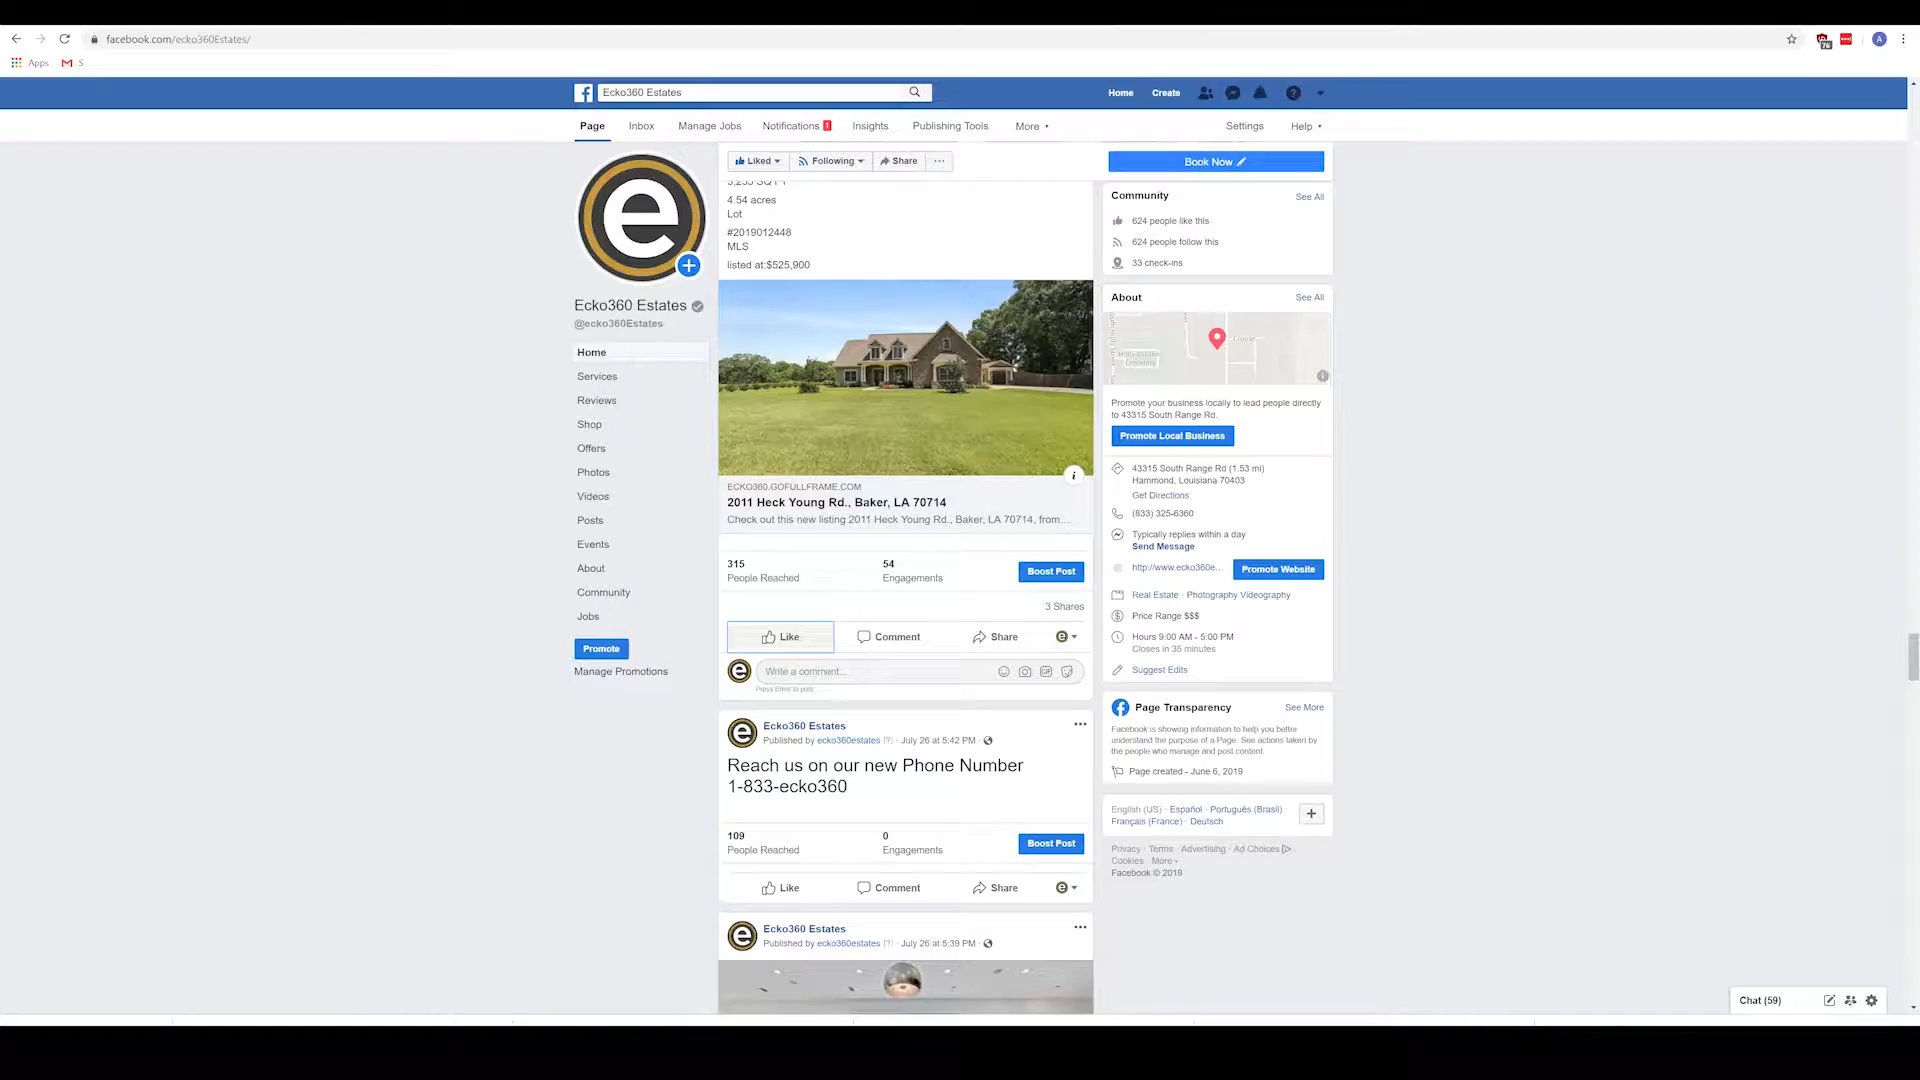 facebook.com/ecko360Estates/
Apps
S
76
A
Ecko360 Estates
Home
Create
Page
Inbox
Manage Jobs
Notifications 1
Insights
Publishing Tools
More
Settings
Help
Liked
Following
Share
Book Now
4.54 acres
Lot
#2019012448
MLS
listed at:$525,900
ECKO360.GOFULLFRAME.COM
2011 Heck Young Rd., Baker, LA 70714
Check out this new listing 2011 Heck Young Rd., Baker, LA 70714, from…
315
People Reached
54
Engagements
Boost Post
3 Shares
Like
Comment
Share
Write a comment...
Press Enter to post.
Ecko360 Estates
Published by ecko360estates [?] · July 26 at 5:42 PM ·
Reach us on our new Phone Number
1-833-ecko360
109
People Reached
0
Engagements
Boost Post
Like
Comment
Share
Ecko360 Estates
Published by ecko360estates [?] · July 26 at 5:39 PM ·
Ecko360 Estates
@ecko360Estates
Home
Services
Reviews
Shop
Offers
Photos
Videos
Posts
Events
About
Community
Jobs
Promote
Manage Promotions
Community
See All
624 people like this
624 people follow this
33 check-ins
About
See All
Promote your business locally to lead people directly
to 43315 South Range Rd.
Promote Local Business
43315 South Range Rd (1.53 mi)
Hammond, Louisiana 70403
Get Directions
(833) 325-6360
Typically replies within a day
Send Message
http://www.ecko360e...
Promote Website
Real Estate · Photography Videography
Price Range $$$
Hours 9:00 AM - 5:00 PM
Closes in 35 minutes
Suggest Edits
Page Transparency
See More
Facebook is showing information to help you better
understand the purpose of a Page. See actions taken by
the people who manage and post content.
Page created - June 6, 2019
English (US) · Español · Português (Brasil) ·
Français (France) · Deutsch
Privacy · Terms · Advertising · Ad Choices
Cookies · More
Facebook © 2019
Chat (59)